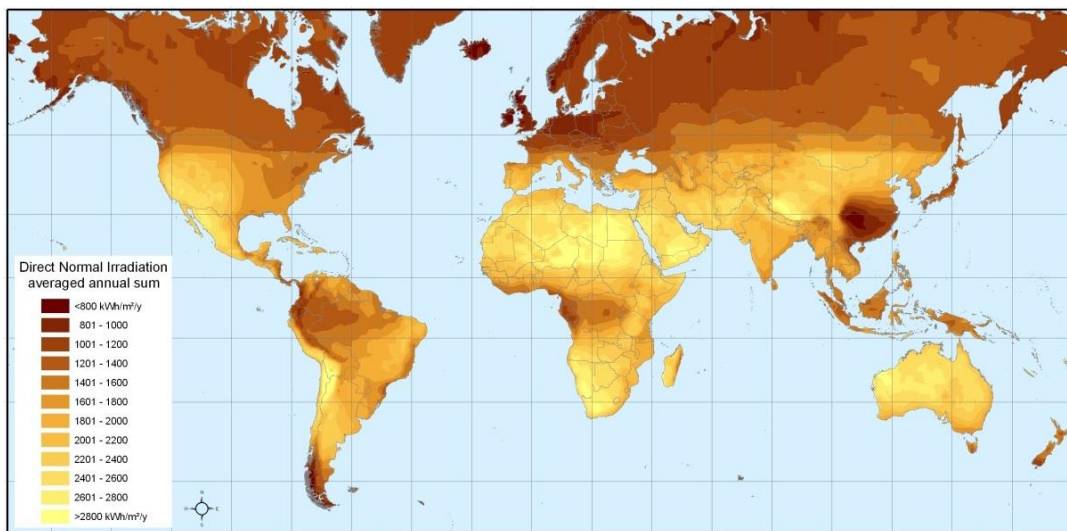 Direct Normal Irradiation
averaged annual sum
<800 kWh/m²/y
801 - 1000
1001 - 1200
1201 - 1400
1401 - 1600
1601 - 1800
1801 - 2000
2001 - 2200
2201 - 2400
2401 - 2600
2601 - 2800
>2800 kWh/m²/y
N
W E
S